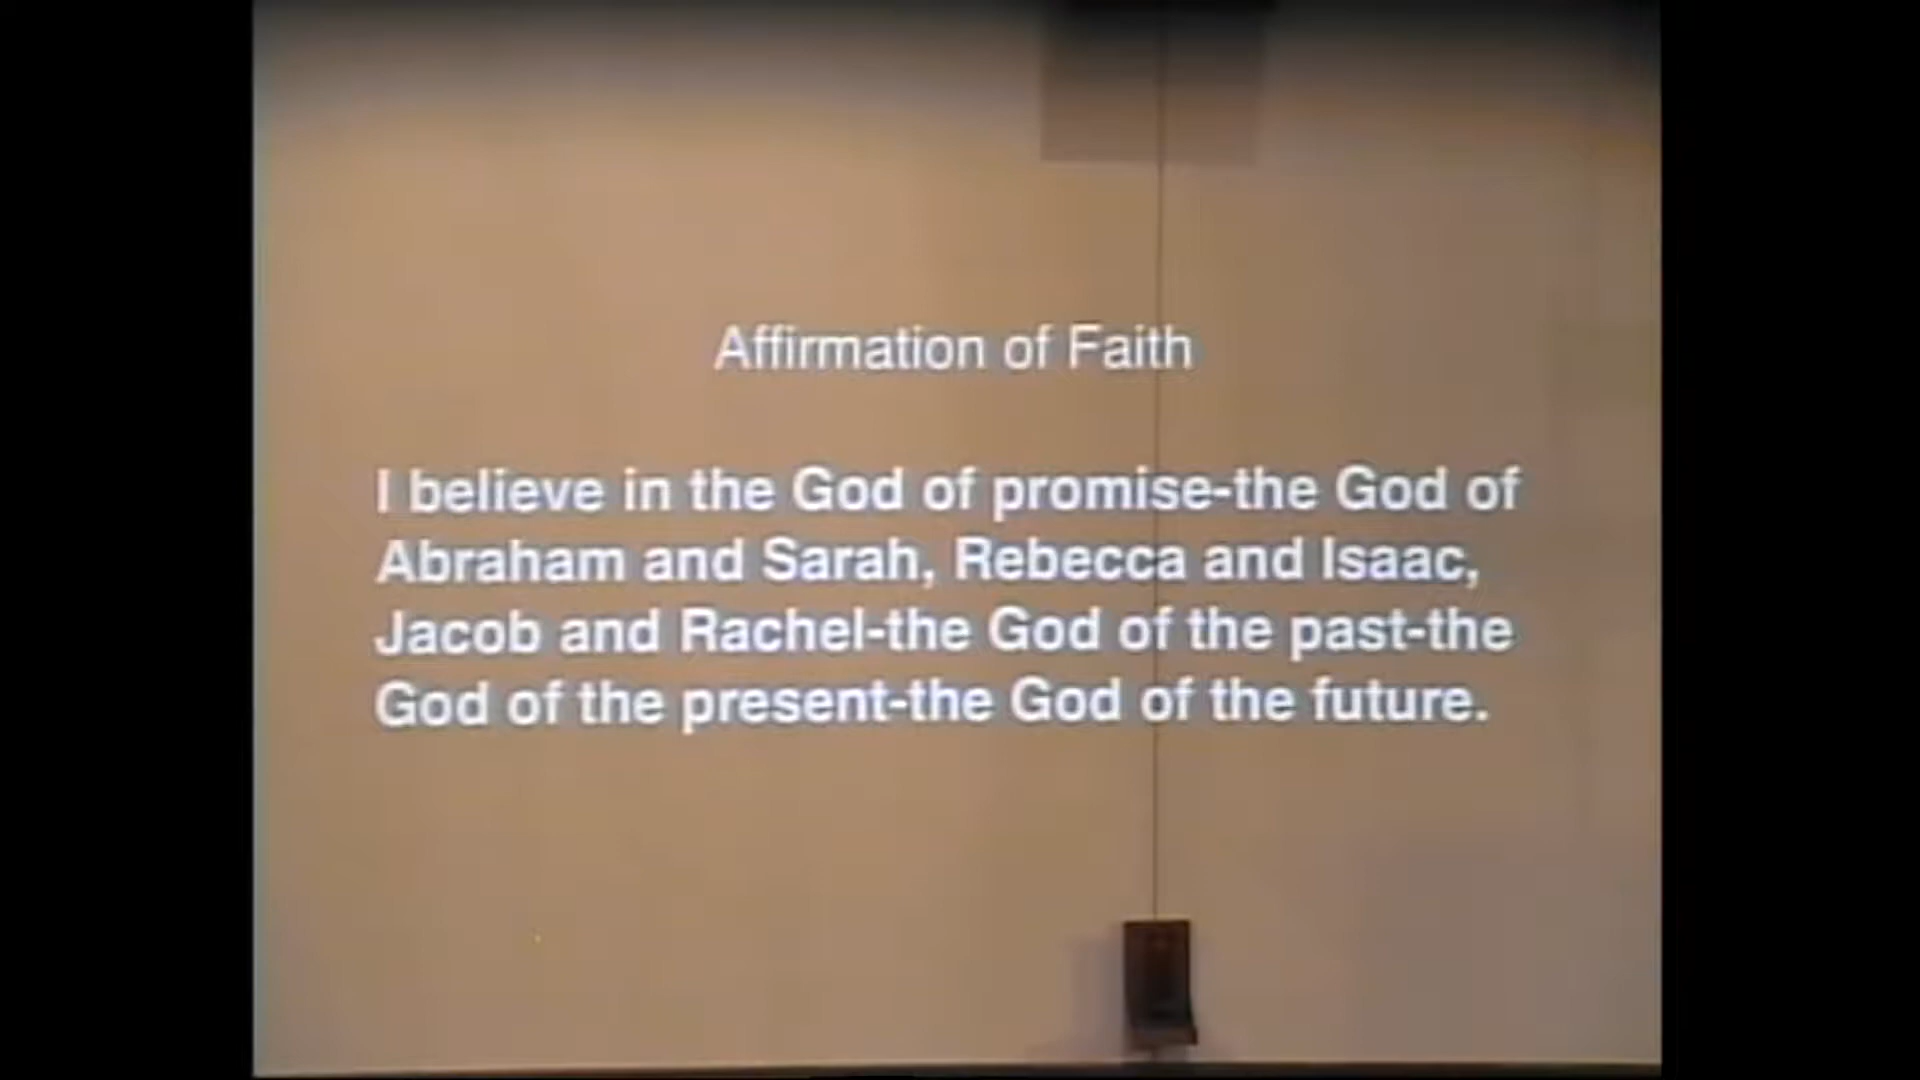 Affirmation of Faith
I believe in the God of promise-the God of
Abraham and Sarah, Rebecca and Isaac,
Jacob and Rachel-the God of the past-the
God of the present-the God of the future.